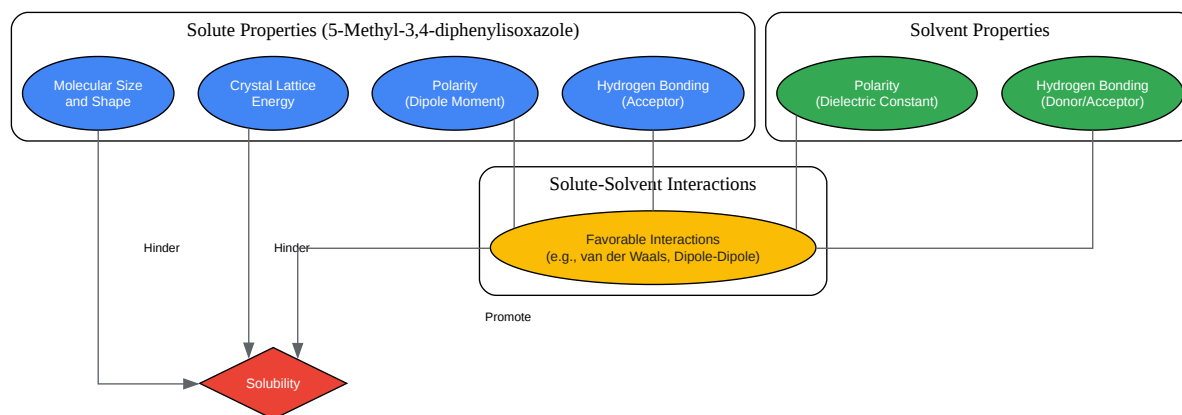 Solute Properties (5-Methyl-3,4-diphenylisoxazole)
Solvent Properties
Molecular Size
and Shape
Crystal Lattice
Energy
Polarity
(Dipole Moment)
Hydrogen Bonding
(Acceptor)
Polarity
(Dielectric Constant)
Hydrogen Bonding
(Donor/Acceptor)
Solute-Solvent Interactions
Favorable Interactions
(e.g., van der Waals, Dipole-Dipole)
Hinder
Hinder
Promote
Solubility